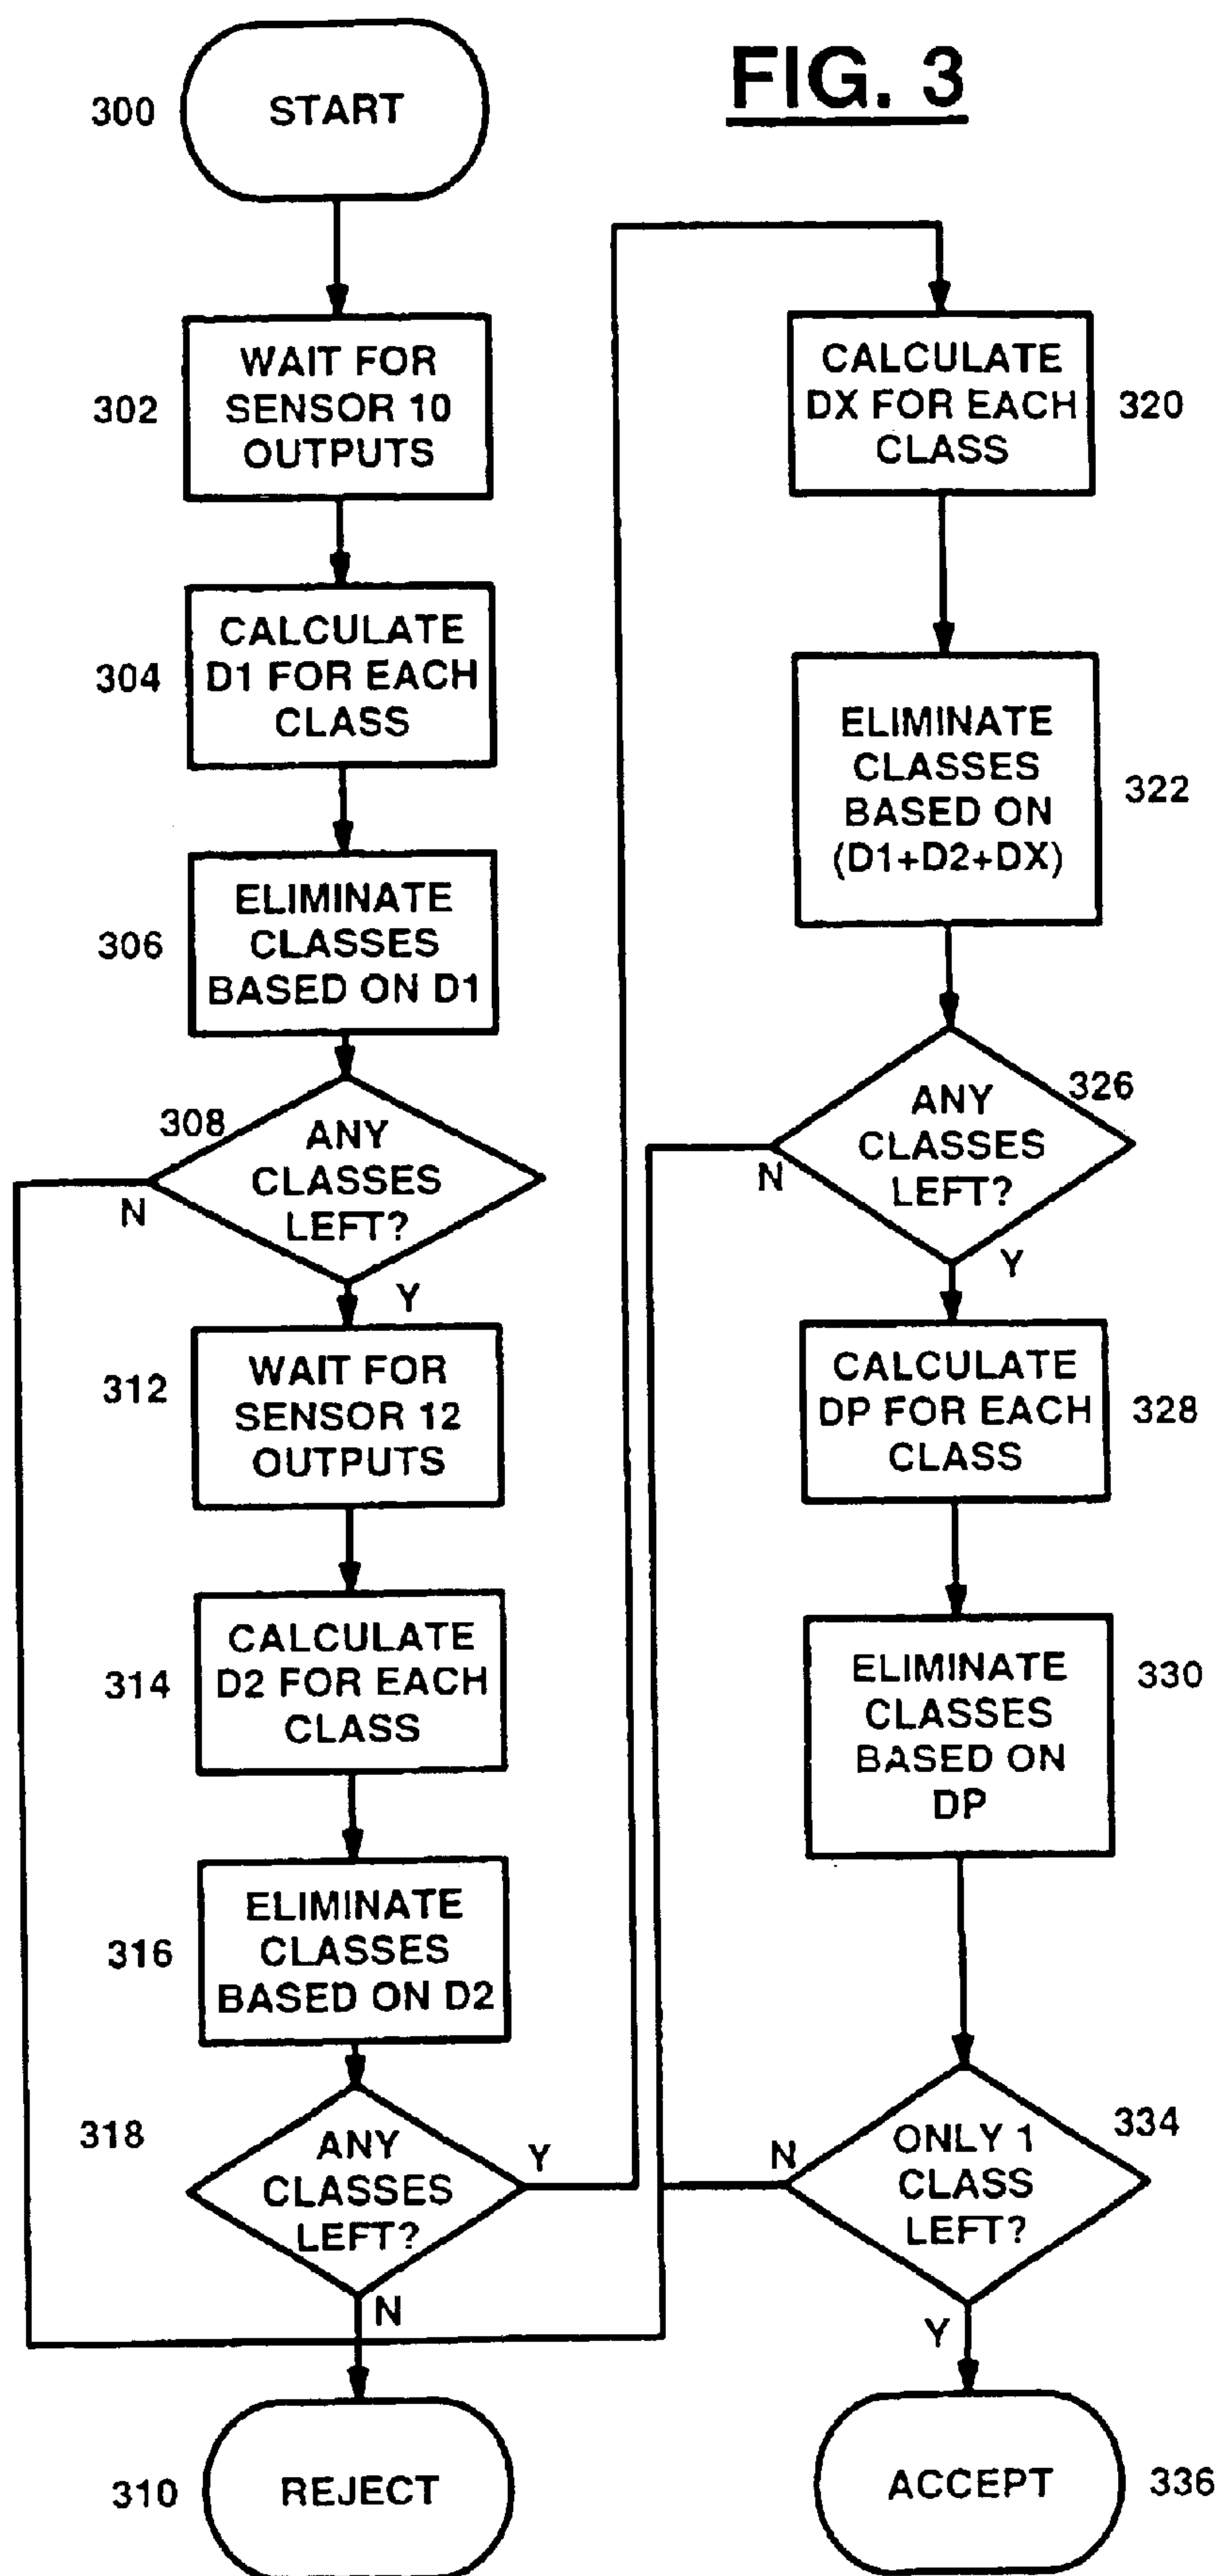 FIG. 3
300
START
302
WAIT FOR
SENSOR 10
OUTPUTS
304
CALCULATE
D1 FOR EACH
CLASS
306
ELIMINATE
CLASSES
BASED ON D1
308
ANY
CLASSES
LEFT?
N
Y
312
WAIT FOR
SENSOR 12
OUTPUTS
314
CALCULATE
D2 FOR EACH
CLASS
316
ELIMINATE
CLASSES
BASED ON D2
318
ANY
CLASSES
LEFT?
Y
N
310
REJECT
CALCULATE
DX FOR EACH
CLASS
320
ELIMINATE
CLASSES
BASED ON
(D1+D2+DX)
322
326
ANY
CLASSES
LEFT?
N
Y
CALCULATE
DP FOR EACH
CLASS
328
ELIMINATE
CLASSES
BASED ON
DP
330
334
ONLY 1
CLASS
LEFT?
N
Y
ACCEPT
336